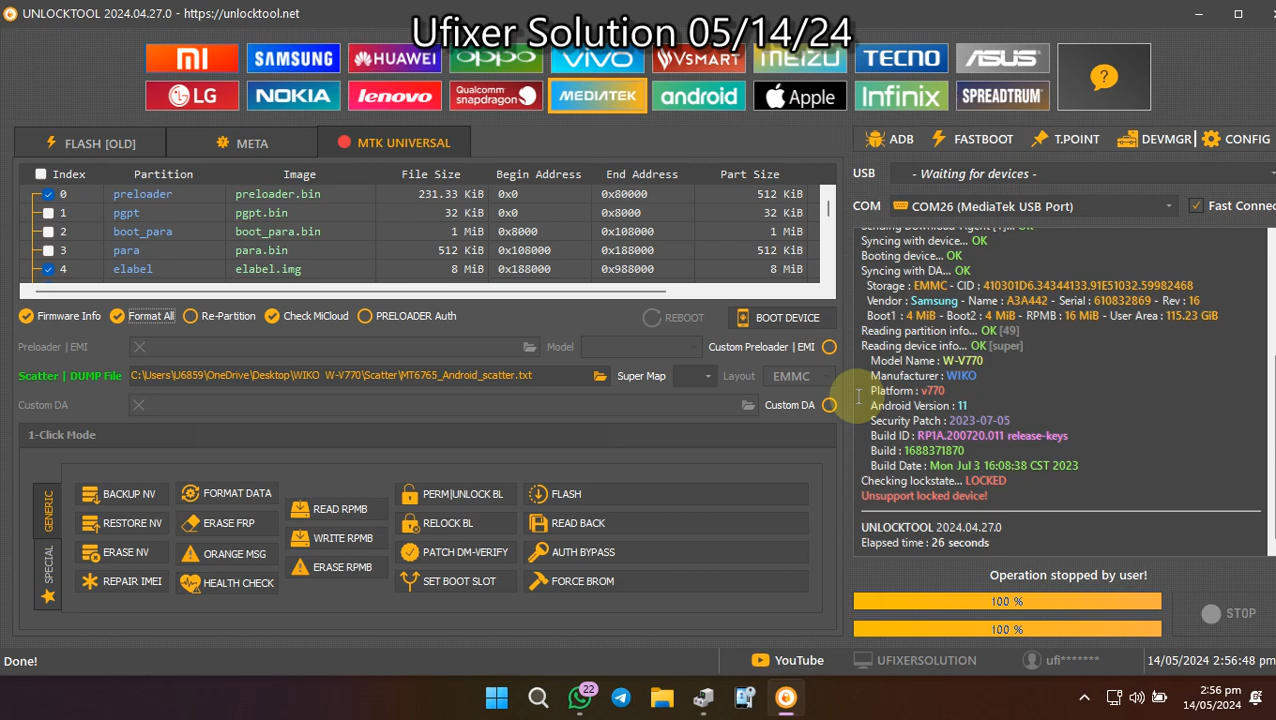 UNLOCKTOOL 2024.04.27.0 - https://unlocktool.net
Ufixer Solution 05/14/24
MI SAMSUNG HUAWEI oppo vivo VSMART MEIZU TECNO ASUS
LG NOKIA lenovo Qualcomm snapdragon MEDIATEK android Apple Infinix SPREADTRUM ?
FLASH [OLD] META MTK UNIVERSAL
ADB FASTBOOT T.POINT DEVMGR CONFIG
Index Partition Image File Size Begin Address End Address Part Size
0 preloader preloader.bin 231.33 KiB 0x0 0x80000 512 KiB
1 pgpt pgpt.bin 32 KiB 0x0 0x8000 32 KiB
2 boot_para boot_para.bin 1 MiB 0x8000 0x108000 1 MiB
3 para para.bin 512 KiB 0x108000 0x188000 512 KiB
4 elabel elabel.img 8 MiB 0x188000 0x988000 8 MiB
Firmware Info Format All Re-Partition Check MiCloud PRELOADER Auth REBOOT BOOT DEVICE
Preloader | EMI Model Custom Preloader | EMI
Scatter | DUMP File C:\Users\U6859\OneDrive\Desktop\WIKO W-V770\Scatter\MT6765_Android_scatter.txt Super Map Layout EMMC
Custom DA Custom DA
1-Click Mode
GENERIC
SPECIAL
BACKUP NV FORMAT DATA READ RPMB PERM|UNLOCK BL FLASH
RESTORE NV ERASE FRP WRITE RPMB RELOCK BL READ BACK
ERASE NV ORANGE MSG ERASE RPMB PATCH DM-VERIFY AUTH BYPASS
REPAIR IMEI HEALTH CHECK SET BOOT SLOT FORCE BROM
USB - Waiting for devices -
COM COM26 (MediaTek USB Port) Fast Connec
Syncing with device... OK
Booting device... OK
Syncing with DA... OK
Storage : EMMC - CID : 410301D6.34344133.91E51032.59982468
Vendor : Samsung - Name : A3A442 - Serial : 610832869 - Rev : 16
Boot1 : 4 MiB - Boot2 : 4 MiB - RPMB : 16 MiB - User Area : 115.23 GiB
Reading partition info... OK [49]
Reading device info... OK [super]
Model Name : W-V770
Manufacturer : WIKO
Platform : v770
Android Version : 11
Security Patch : 2023-07-05
Build ID : RP1A.200720.011 release-keys
Build : 1688371870
Build Date : Mon Jul 3 16:08:38 CST 2023
Checking lockstate... LOCKED
Unsupport locked device!
UNLOCKTOOL 2024.04.27.0
Elapsed time : 26 seconds
Operation stopped by user!
100 %
100 %
STOP
Done! YouTube UFIXERSOLUTION ufi******* 14/05/2024 2:56:48 pm
22
2:56 pm
14/05/2024